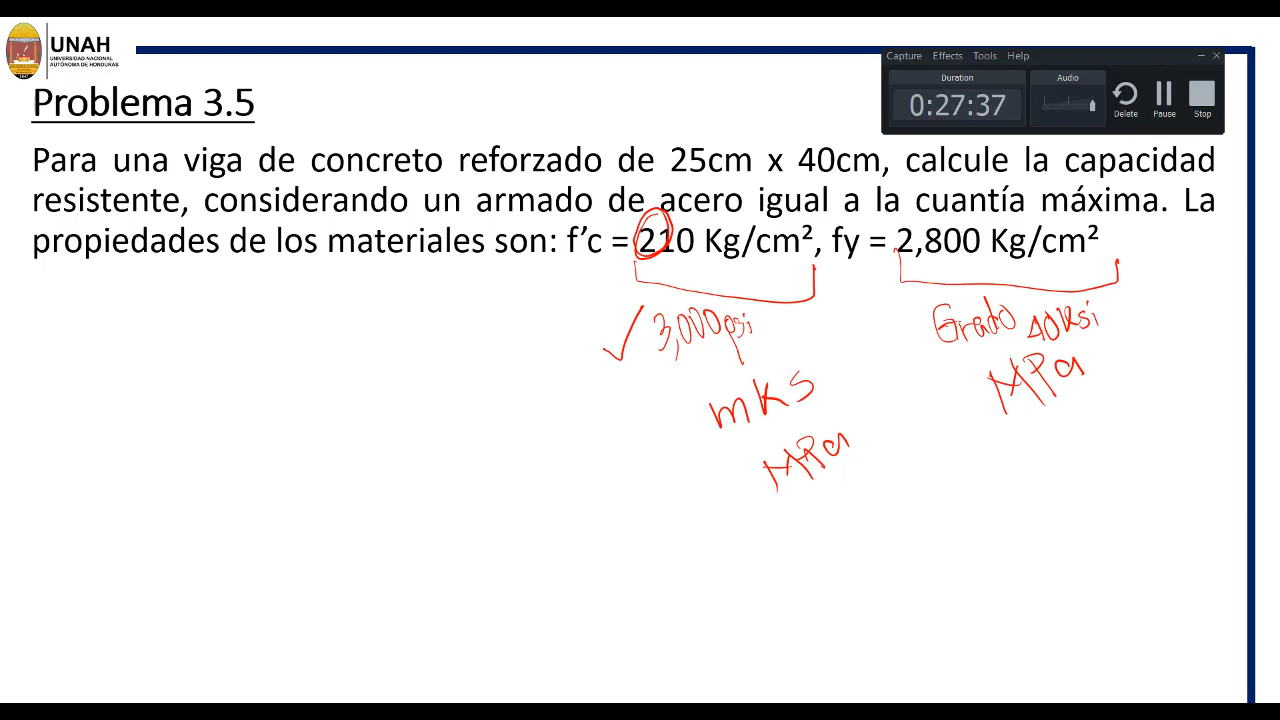 UNAH
UNIVERSIDAD NACIONAL
AUTÓNOMA DE HONDURAS
Capture Effects Tools Help
Duration
0:27:37
Audio
Delete Pause Stop
Problema 3.5
Para una viga de concreto reforzado de 25cm x 40cm, calcule la capacidad
resistente, considerando un armado de acero igual a la cuantía máxima. La
propiedades de los materiales son: f’c = 210 Kg/cm², fy = 2,800 Kg/cm²
3,000psi
Grado 40Ksi
MPa
mKS
MPa